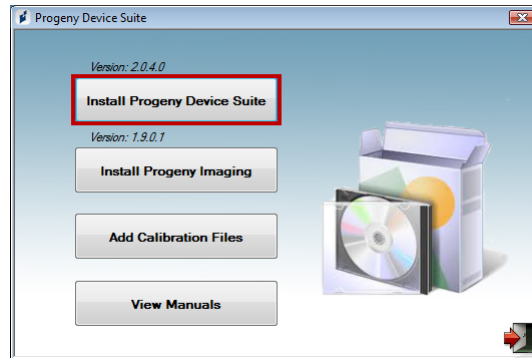 Progeny Device Suite
Version: 2.0.4.0
Install Progeny Device Suite
Version: 1.9.0.1
Install Progeny Imaging
Add Calibration Files
View Manuals